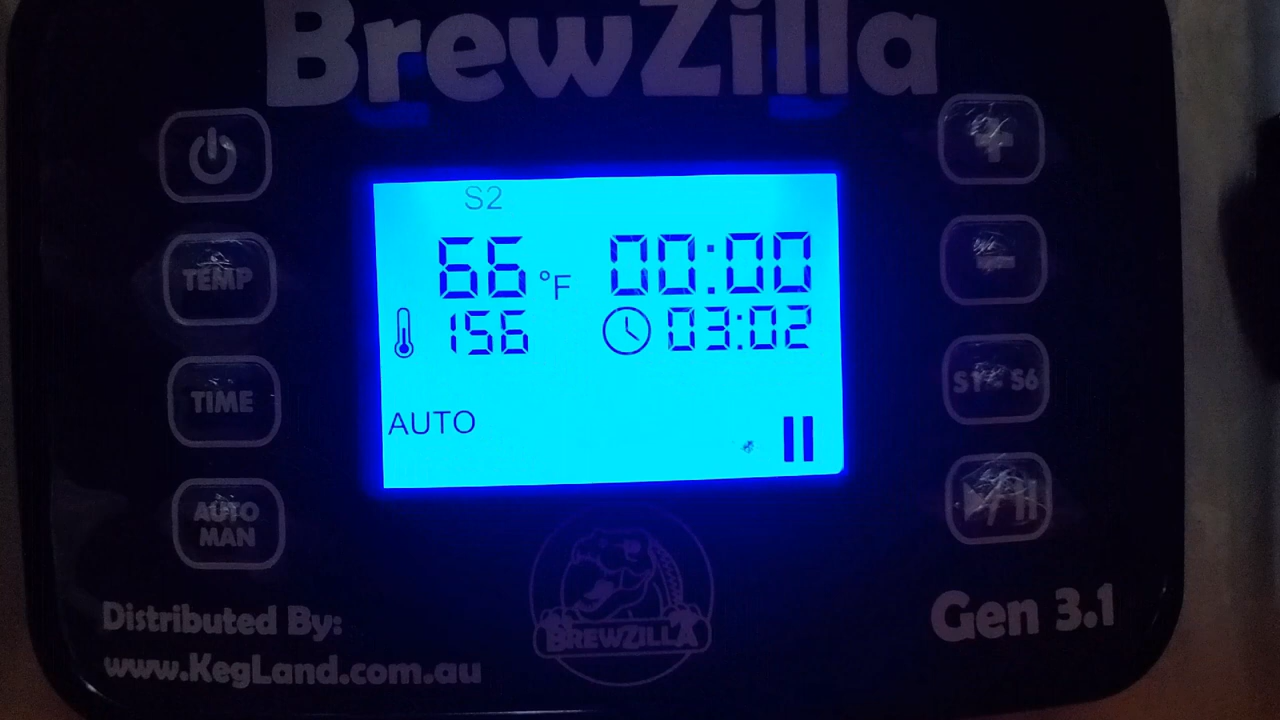 BrewZilla
S2
66 °F 00:00
156 03:02
AUTO
TEMP
TIME
AUTO
MAN
+
-
S1 - S6
BREWZILLA
Distributed By:
www.KegLand.com.au
Gen 3.1